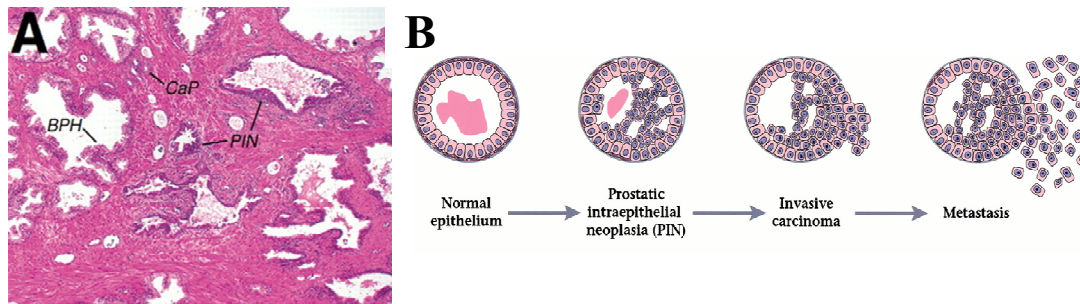 A
CaP
BPH
PIN
B
Normal
epithelium
Prostatic
intraepithelial
neoplasia (PIN)
Invasive
carcinoma
Metastasis